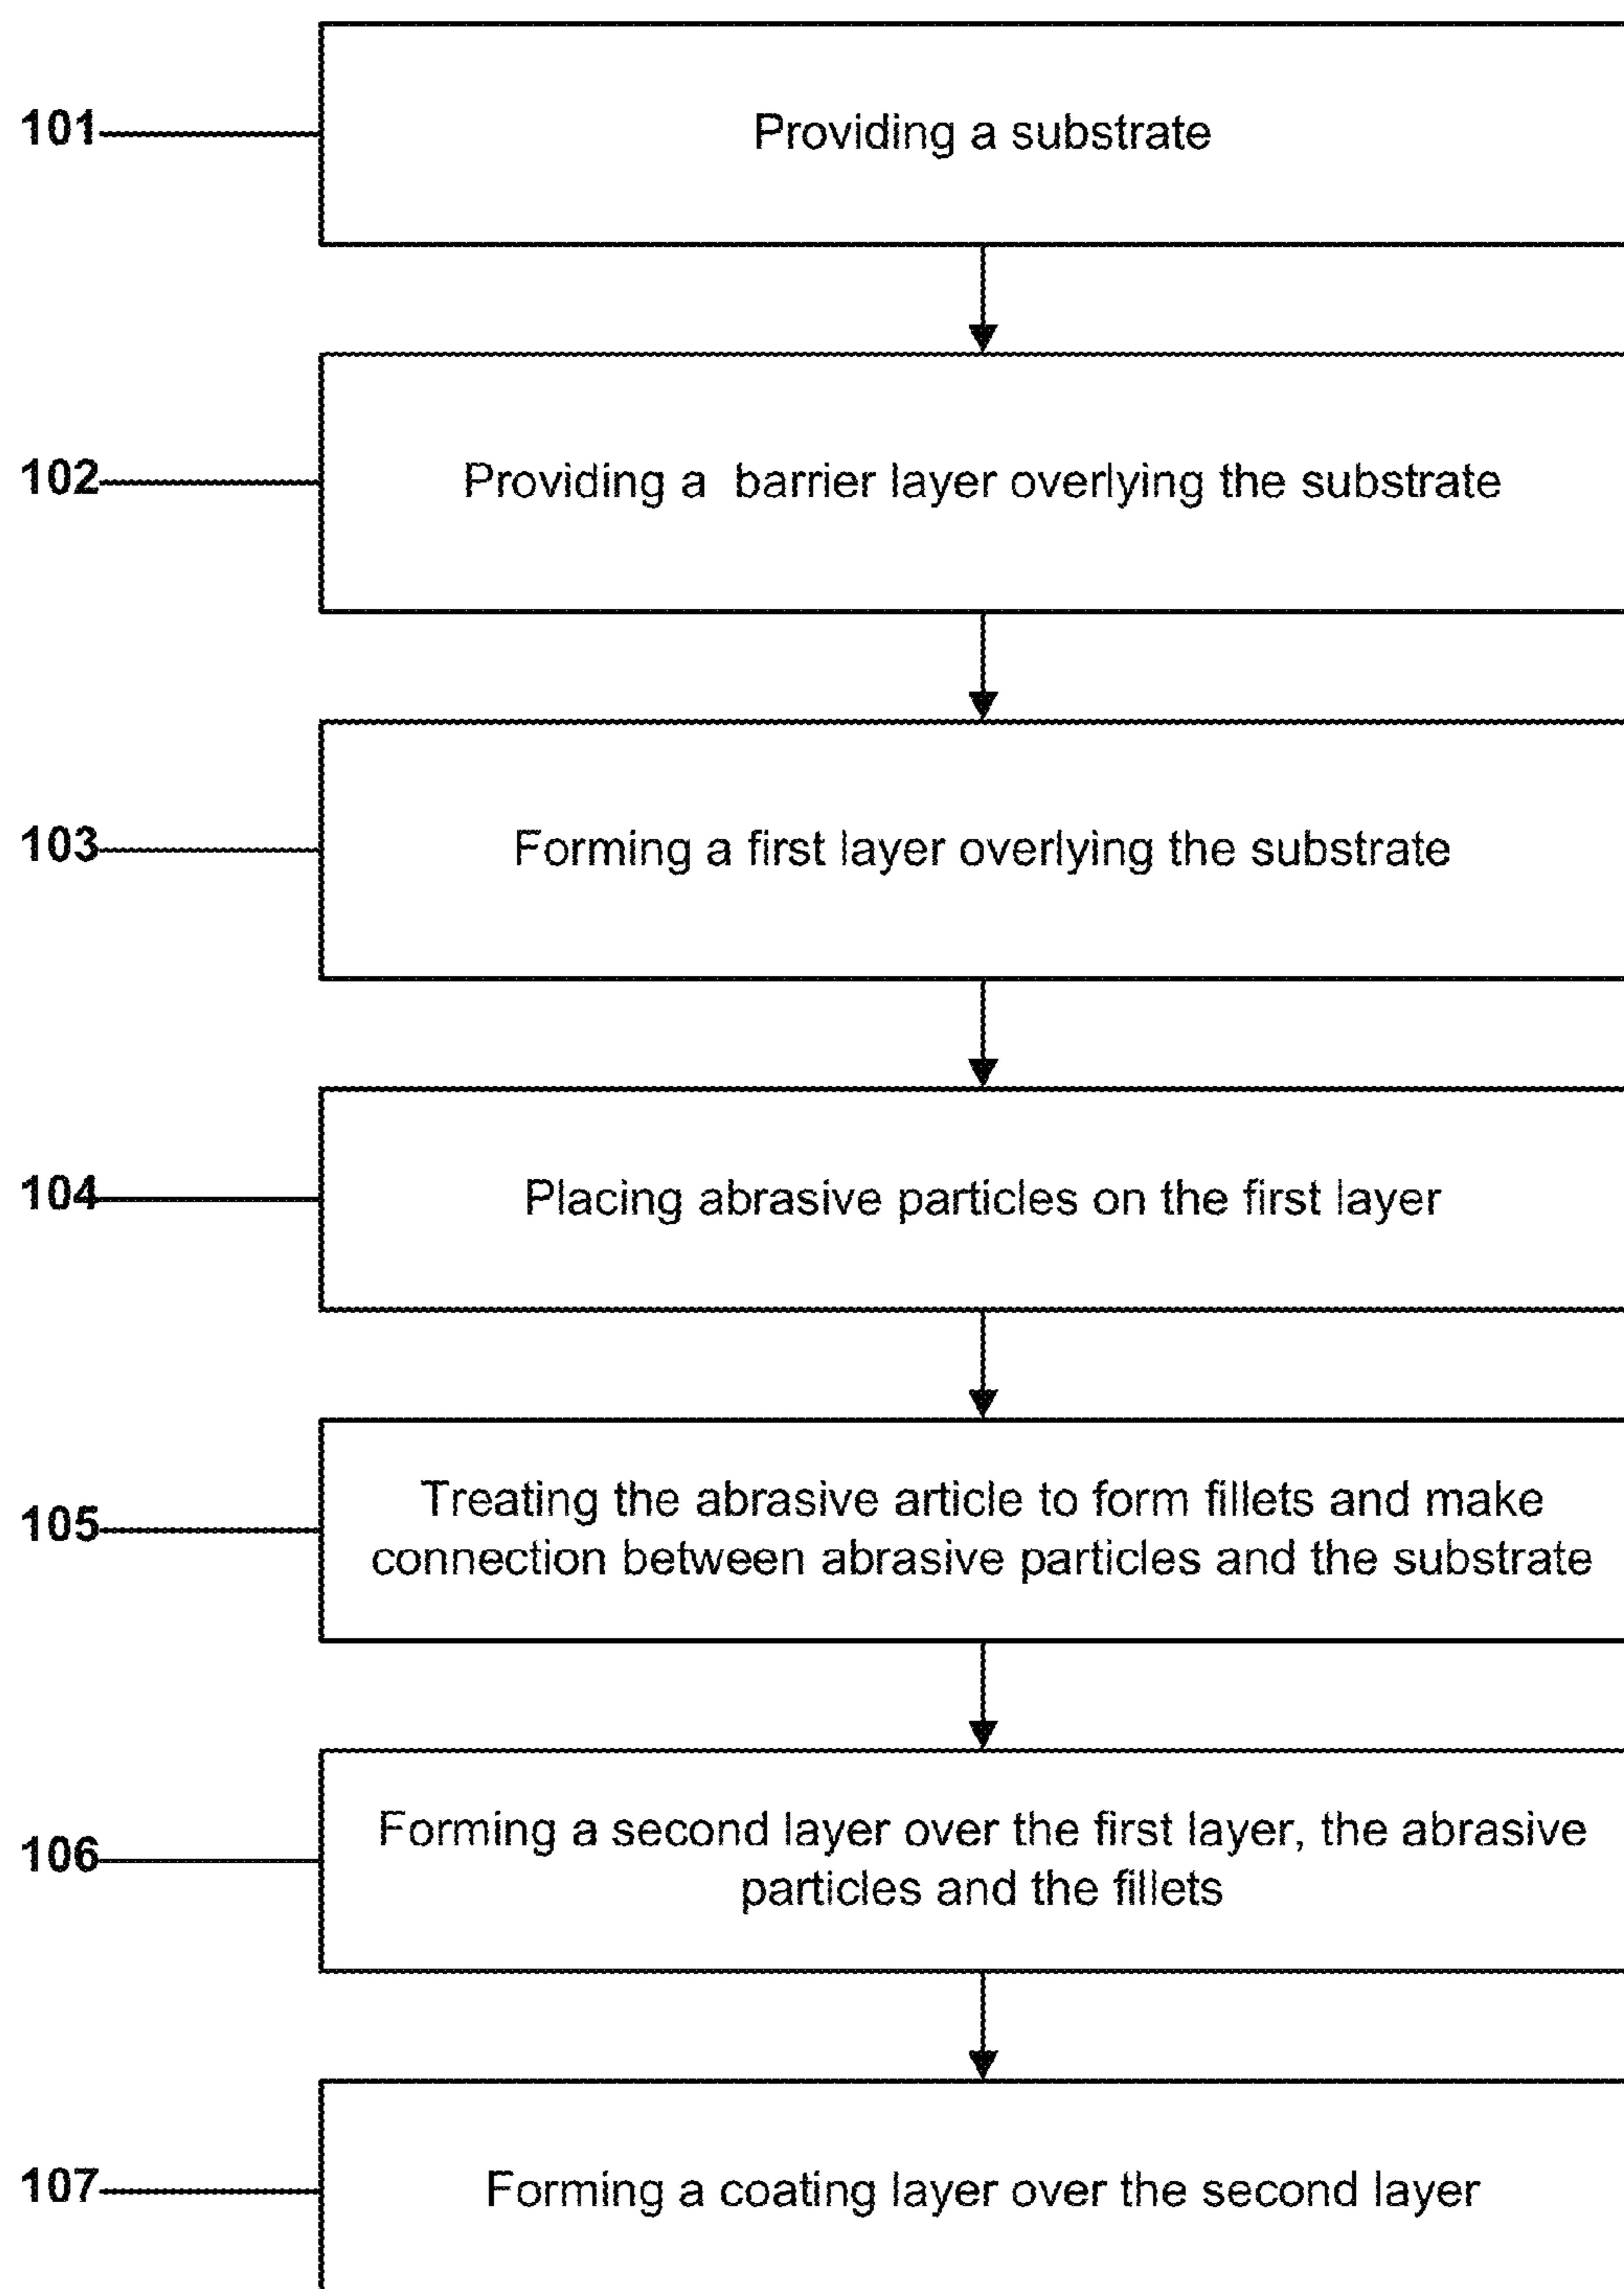 101
Providing a substrate
102
Providing a  barrier layer overlying the substrate
103
Forming a first layer overlying the substrate
104
Placing abrasive particles on the first layer
105
Treating the abrasive article to form fillets and make
connection between abrasive particles and the substrate
106
Forming a second layer over the first layer, the abrasive
particles and the fillets
107
Forming a coating layer over the second layer